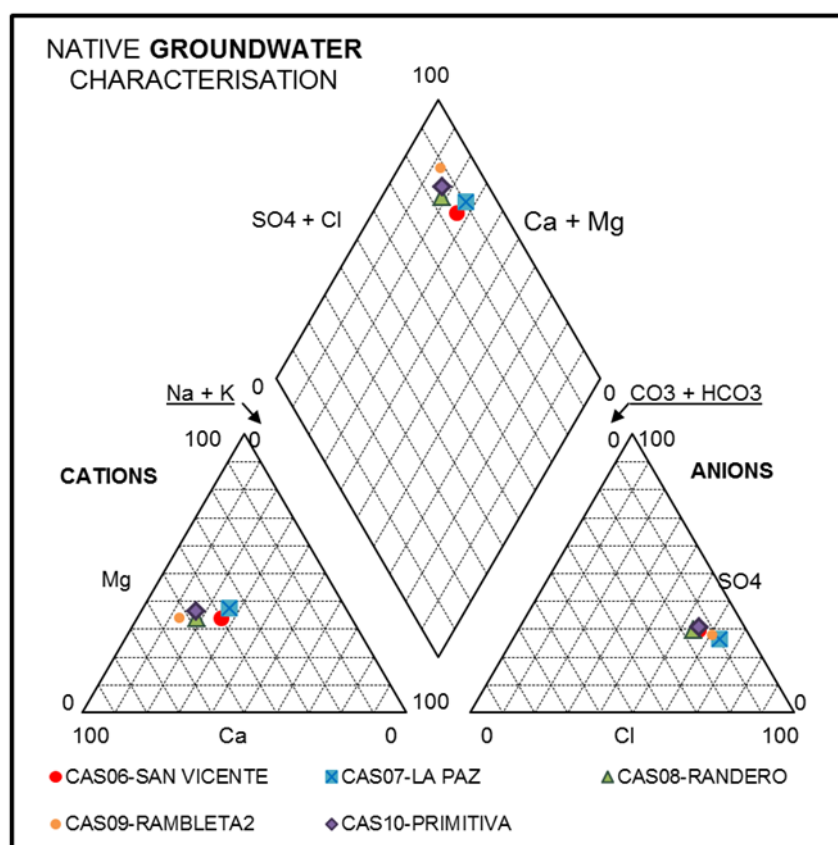 NATIVE GROUNDWATER
CHARACTERISATION
100
SO4 + Cl
Ca + Mg
0
0
Na + K
CO3 + HCO3
100
0
0
100
CATIONS
ANIONS
Mg
SO4
0
100
0
100
Ca
0
0
Cl
100
CAS06-SAN VICENTE
CAS07-LA PAZ
CAS08-RANDERO
CAS09-RAMBLETA2
CAS10-PRIMITIVA